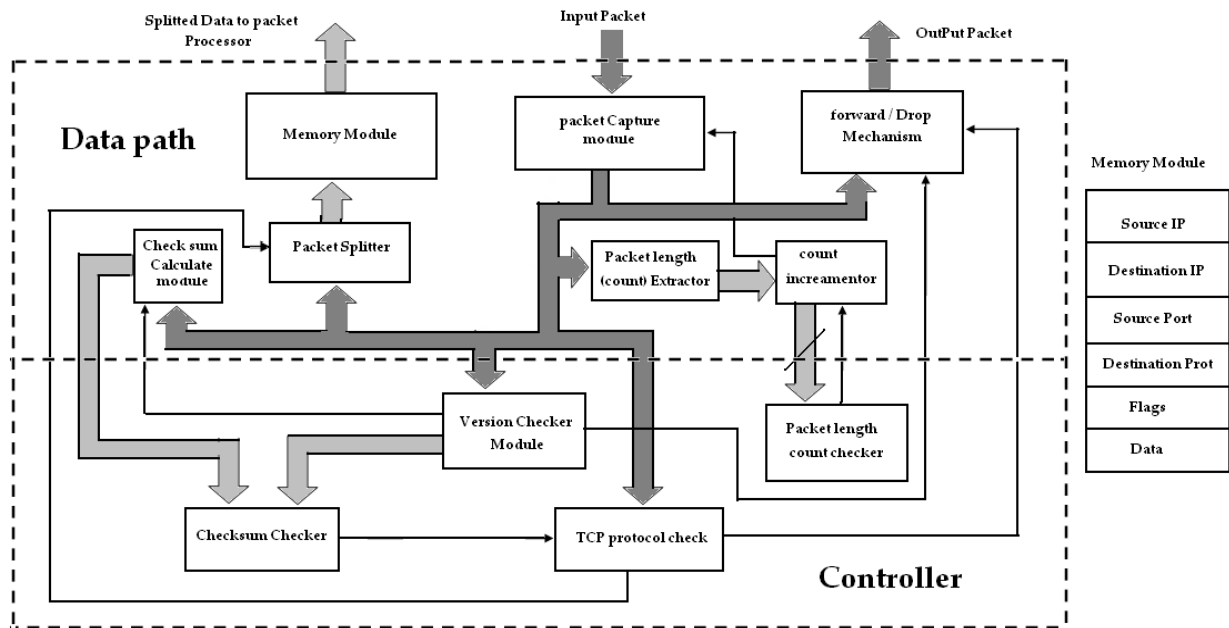 Splitted Data to packet
Processor
Input Packet
OutPut Packet
Data path
Memory Module
packet Capture
module
forward / Drop
Mechanism
Memory Module
Source IP
Destination IP
Source Port
Destination Prot
Flags
Data
Check sum
Calculate
module
Packet Splitter
Packet length
(count) Extractor
count
increamentor
Version Checker
Module
Packet length
count checker
Checksum Checker
TCP protocol check
Controller